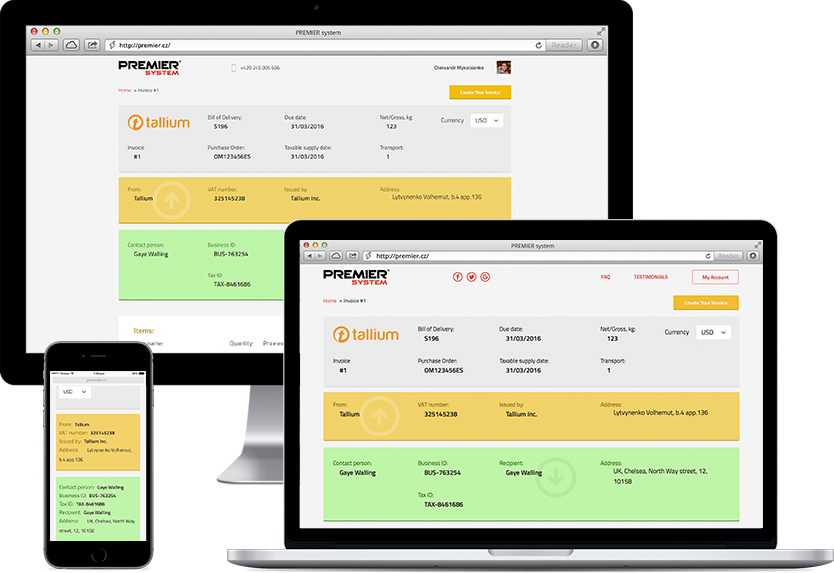 PREMIER system
http://premier.cz/
Reader
PREMIER
SYSTEM
+420 245 005 606
Oleksandr Mykolaienko
Home » Invoice #1
Create Your Invoice
tallium
Bill of Delivery: Due date: Net/Gross, kg: Currency USD
S196 31/03/2016 123
Invoice Purchase Order: Taxable supply date: Transport:
#1 OM123456ES 31/03/2016 1
From: VAT number: Issued by: Address:
Tallium 325145238 Tallium Inc. Lytvynenko Volhemut, b.4 app.136
Contact person: Business ID:
Gaye Walling BUS-763254
Tax ID:
TAX-8461686
Items:
name: Quantity: Price ex
PREMIER system
http://premier.cz/
Reader
PREMIER
SYSTEM
FAQ TESTIMONIALS My Account
Home » Invoice #1
Create Your Invoice
tallium
Bill of Delivery: Due date: Net/Gross, kg: Currency USD
S196 31/03/2016 123
Invoice Purchase Order: Taxable supply date: Transport:
#1 OM123456ES 31/03/2016 1
From: VAT number: Issued by: Address:
Tallium 325145238 Tallium Inc. Lytvynenko Volhemut, b.4 app.136
Contact person: Business ID: Recipient: Address:
Gaye Walling BUS-763254 Gaye Walling UK, Chelsea, North Way street, 12,
10158
Tax ID:
TAX-8461686
premier.cz
USD
From: Tallium
VAT number: 325145238
Issued by: Tallium Inc.
Address: Lytvynenko Volhemut,
b.4 app.136
Contact person: Gaye Walling
Business ID: BUS-763254
Tax ID: TAX-8461686
Recipient: Gaye Walling
Address: UK, Chelsea, North Way
street, 12, 10158